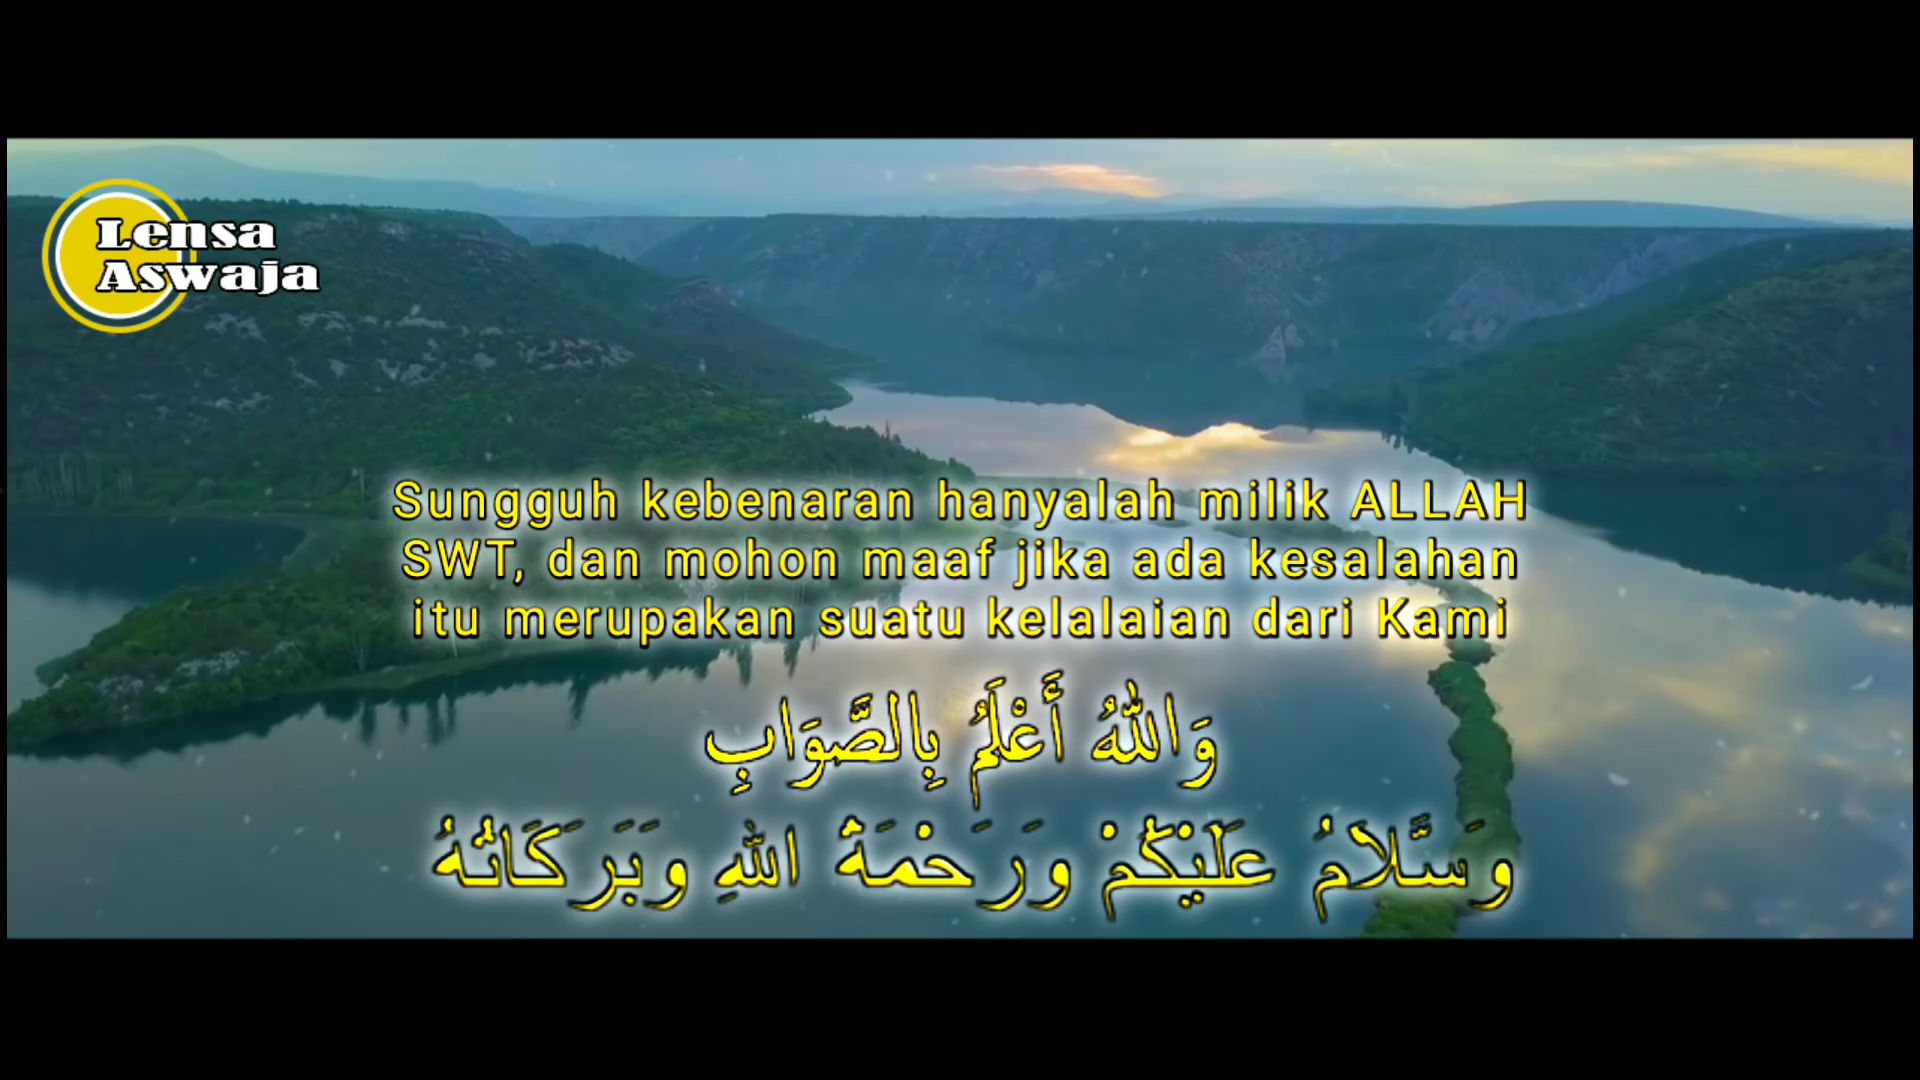 Lensa
Aswaja
Sungguh kebenaran hanyalah milik ALLAH
SWT, dan mohon maaf jika ada kesalahan
itu merupakan suatu kelalaian dari Kami
وَاللهُ أَعْلَمُ بِالصَّوَابِ
وَسَّلاَمُ عَلَيْكُمْ وَرَحْمَةُ اللهِ وَبَرَكَاتُهُ